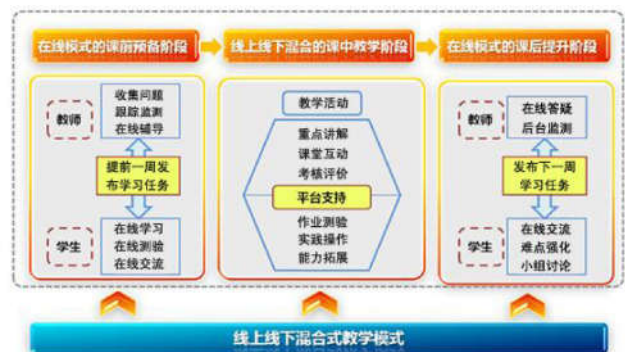 在线模式的课前预备阶段
线上线下混合的课中教学阶段
在线模式的课后提升阶段
教师
收集问题
跟踪监测
在线辅导
提前一周发
布学习任务
学生
在线学习
在线测验
在线交流
教学活动
重点讲解
课堂互动
考核评价
平台支持
作业测验
实践操作
能力拓展
教师
在线答疑
后台监测
发布下一周
学习任务
学生
在线交流
难点强化
小组讨论
线上线下混合式教学模式